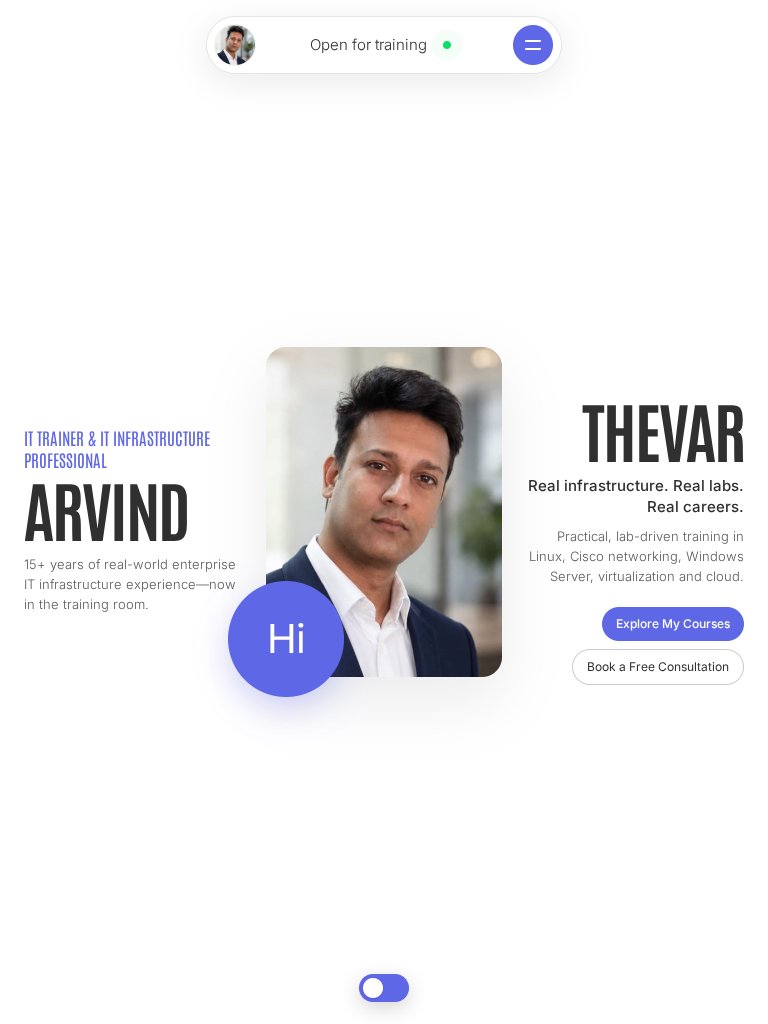 Open for training
IT TRAINER & IT INFRASTRUCTURE
PROFESSIONAL
ARVIND
15+ years of real-world enterprise
IT infrastructure experience—now
in the training room.
Hi
THEVAR
Real infrastructure. Real labs.
Real careers.
Practical, lab-driven training in
Linux, Cisco networking, Windows
Server, virtualization and cloud.
Explore My Courses
Book a Free Consultation